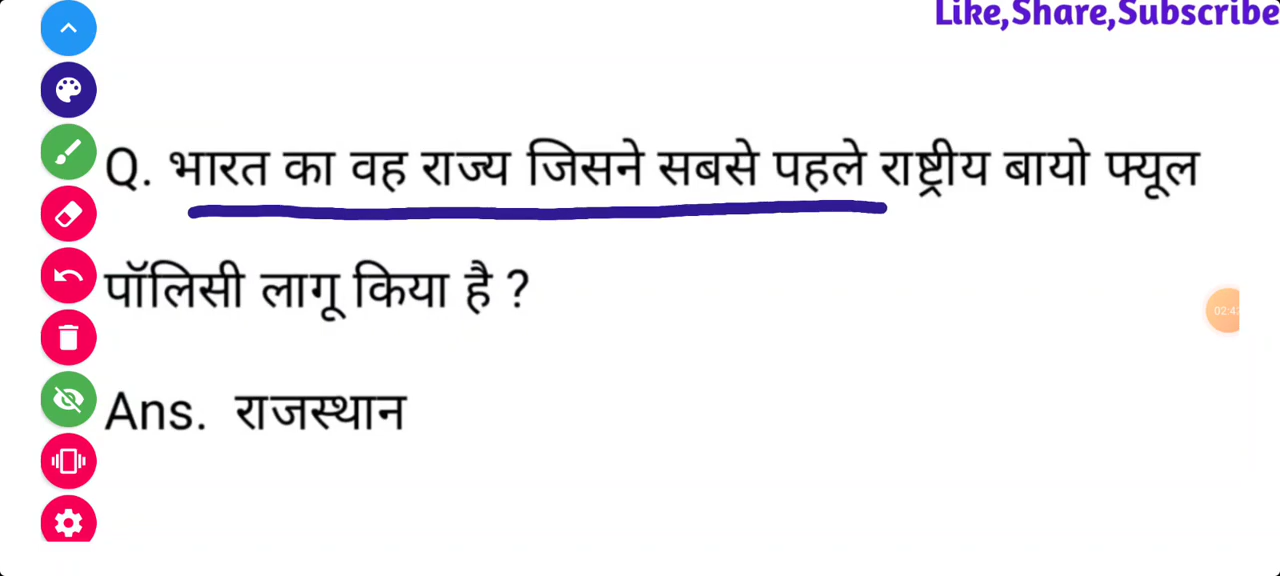 Like,Share,Subscribe
Q. भारत का वह राज्य जिसने सबसे पहले राष्ट्रीय बायो फ्यूल
पॉलिसी लागू किया है ?
Ans. राजस्थान